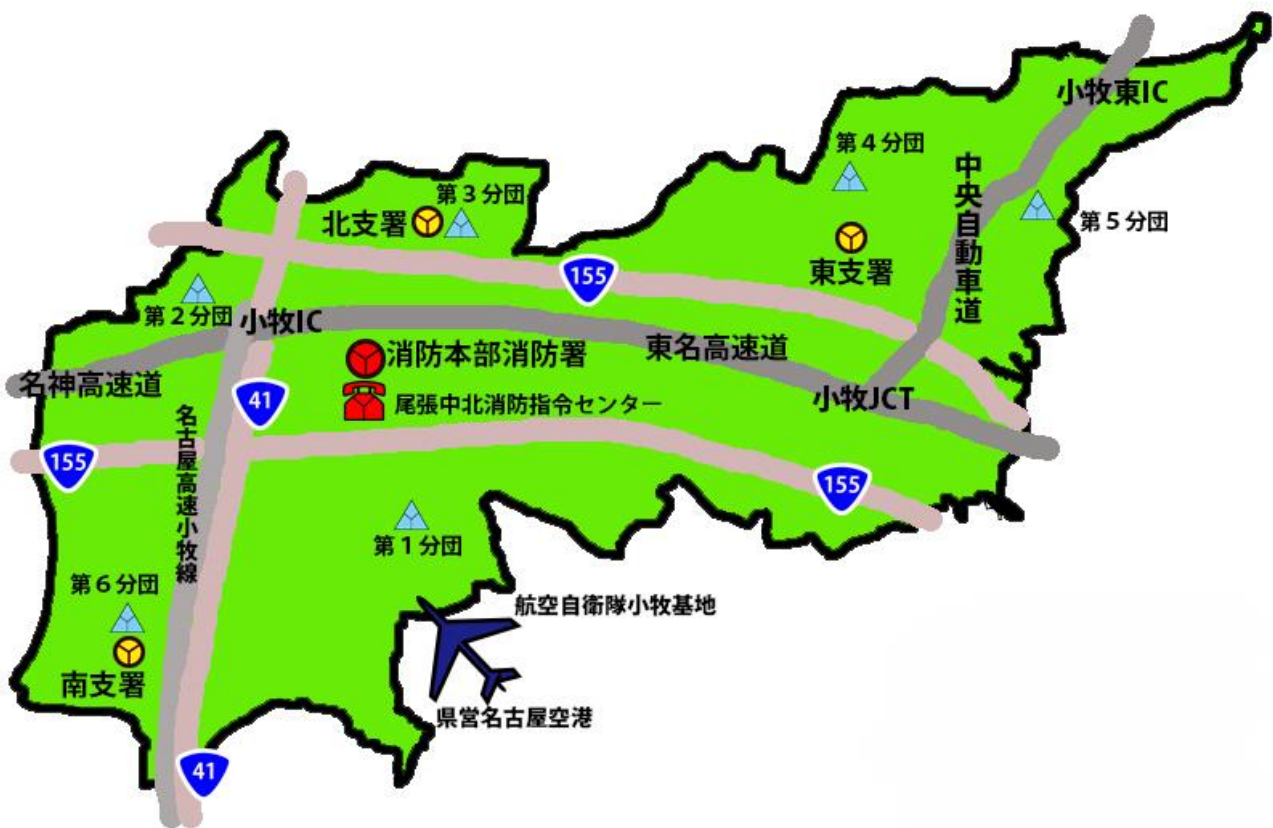 小牧東IC
第4分団
中央自動車道
第3分団
北支署
第5分団
東支署
155
第2分団
小牧IC
消防本部消防署
東名高速道
名神高速道
小牧JCT
41
尾張中北消防指令センター
名古屋高速小牧線
155
155
第1分団
第6分団
航空自衛隊小牧基地
南支署
県営名古屋空港
41